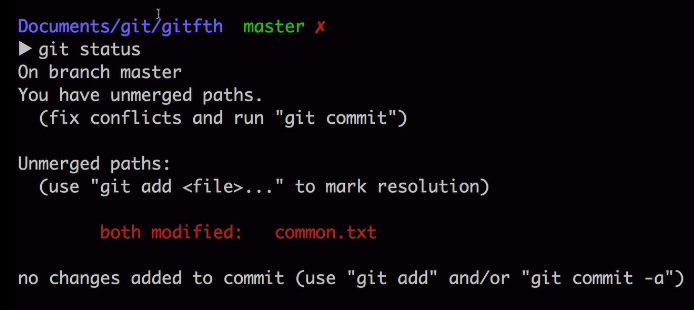 Documents/git/gitfth master ✗
▶ git status
On branch master
You have unmerged paths.
(fix conflicts and run "git commit")
Unmerged paths:
(use "git add <file>..." to mark resolution)
both modified: common.txt
no changes added to commit (use "git add" and/or "git commit -a")